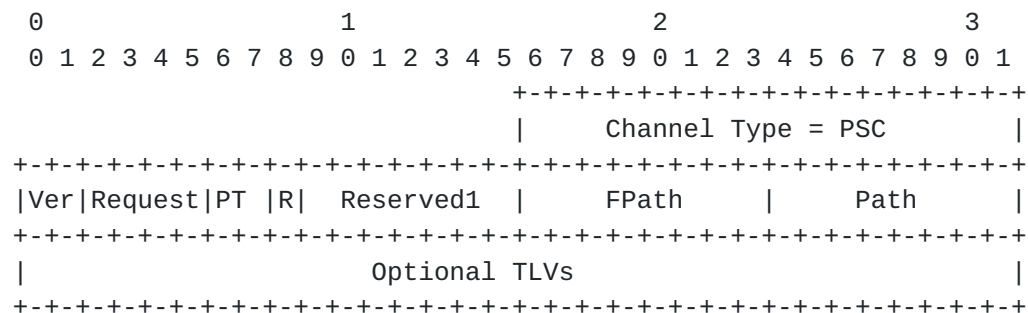 0                   1                   2                   3
 0 1 2 3 4 5 6 7 8 9 0 1 2 3 4 5 6 7 8 9 0 1 2 3 4 5 6 7 8 9 0 1
                                +-+-+-+-+-+-+-+-+-+-+-+-+-+-+-+-+
                                |     Channel Type = PSC        |
+-+-+-+-+-+-+-+-+-+-+-+-+-+-+-+-+-+-+-+-+-+-+-+-+-+-+-+-+-+-+-+-+
|Ver|Request|PT |R|  Reserved1  |     FPath     |     Path      |
+-+-+-+-+-+-+-+-+-+-+-+-+-+-+-+-+-+-+-+-+-+-+-+-+-+-+-+-+-+-+-+-+
|                      Optional TLVs                            |
+-+-+-+-+-+-+-+-+-+-+-+-+-+-+-+-+-+-+-+-+-+-+-+-+-+-+-+-+-+-+-+-+